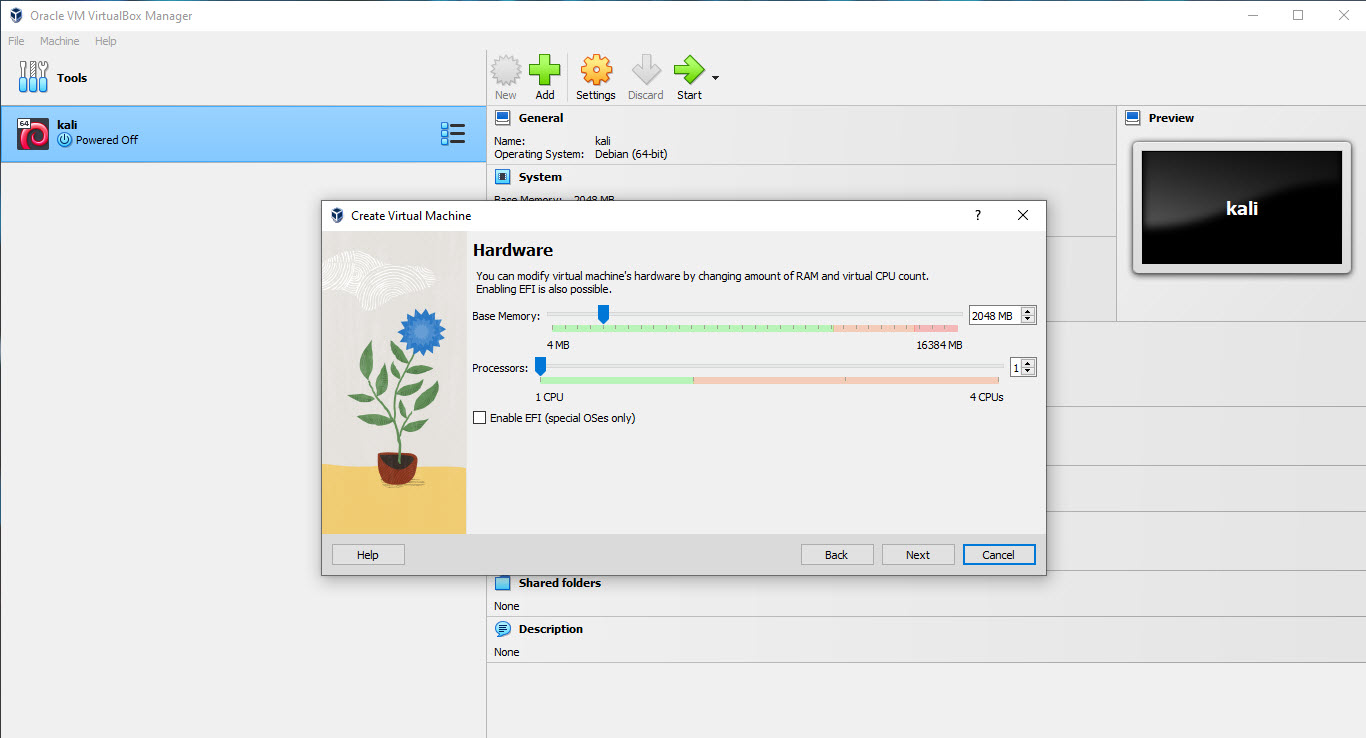 Oracle VM VirtualBox Manager
File Machine Help
Tools
New Add Settings Discard Start
64
kali
Powered Off
General
Name: kali
Operating System: Debian (64-bit)
System
Base Memory: 2048 MB
Preview
kali
Create Virtual Machine
?
Hardware
You can modify virtual machine's hardware by changing amount of RAM and virtual CPU count.
Enabling EFI is also possible.
Base Memory: 2048 MB
4 MB 16384 MB
Processors: 1
1 CPU 4 CPUs
Enable EFI (special OSes only)
Help Back Next Cancel
Shared folders
None
Description
None